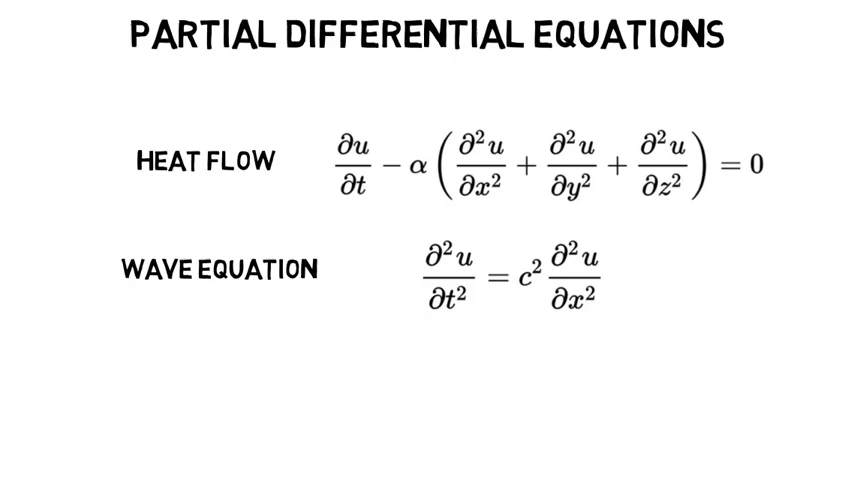 PARTIAL DIFFERENTIAL EQUATIONS
HEAT FLOW ∂u/∂t − α(∂²u/∂x² + ∂²u/∂y² + ∂²u/∂z²) = 0
WAVE EQUATION ∂²u/∂t² = c² ∂²u/∂x²